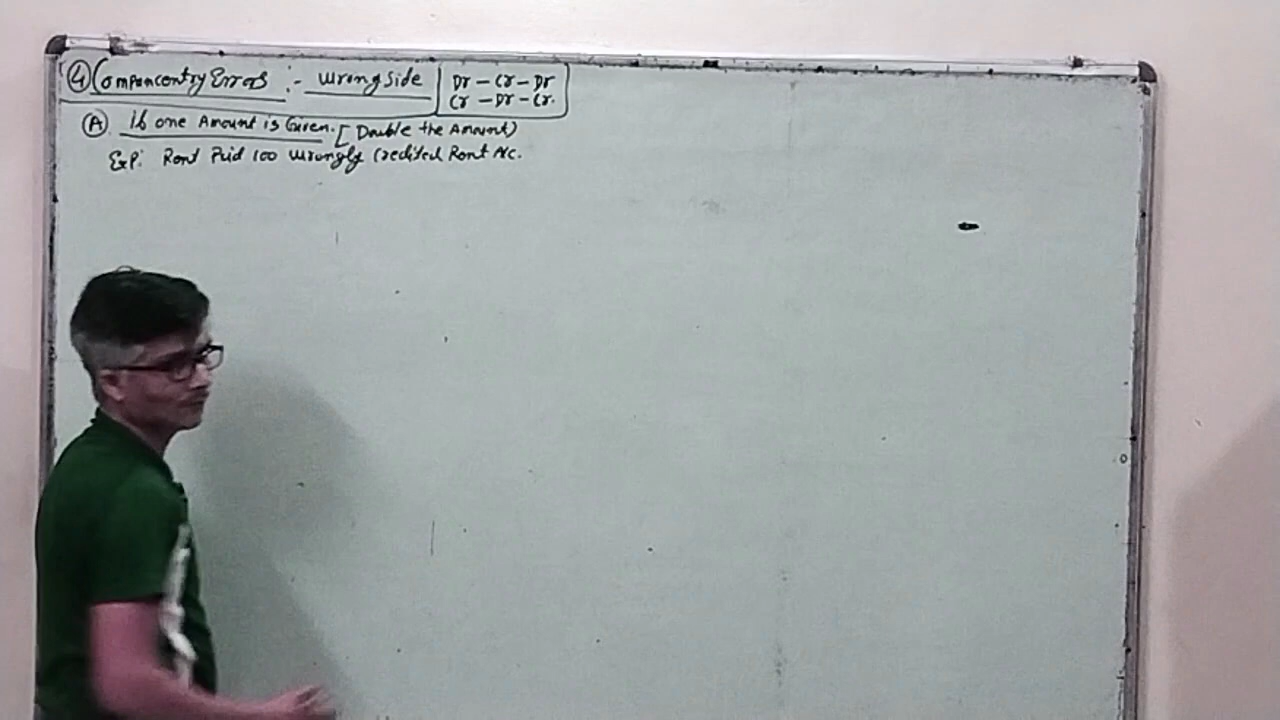 ④ Compencentry Errors :- wrong side Dr - Cr - Dr
Cr - Dr - Cr.
Ⓐ If one Amount is Given. [Double the Amount)
Exp: Rent Paid 100 wrongly Credited Rent A/c.